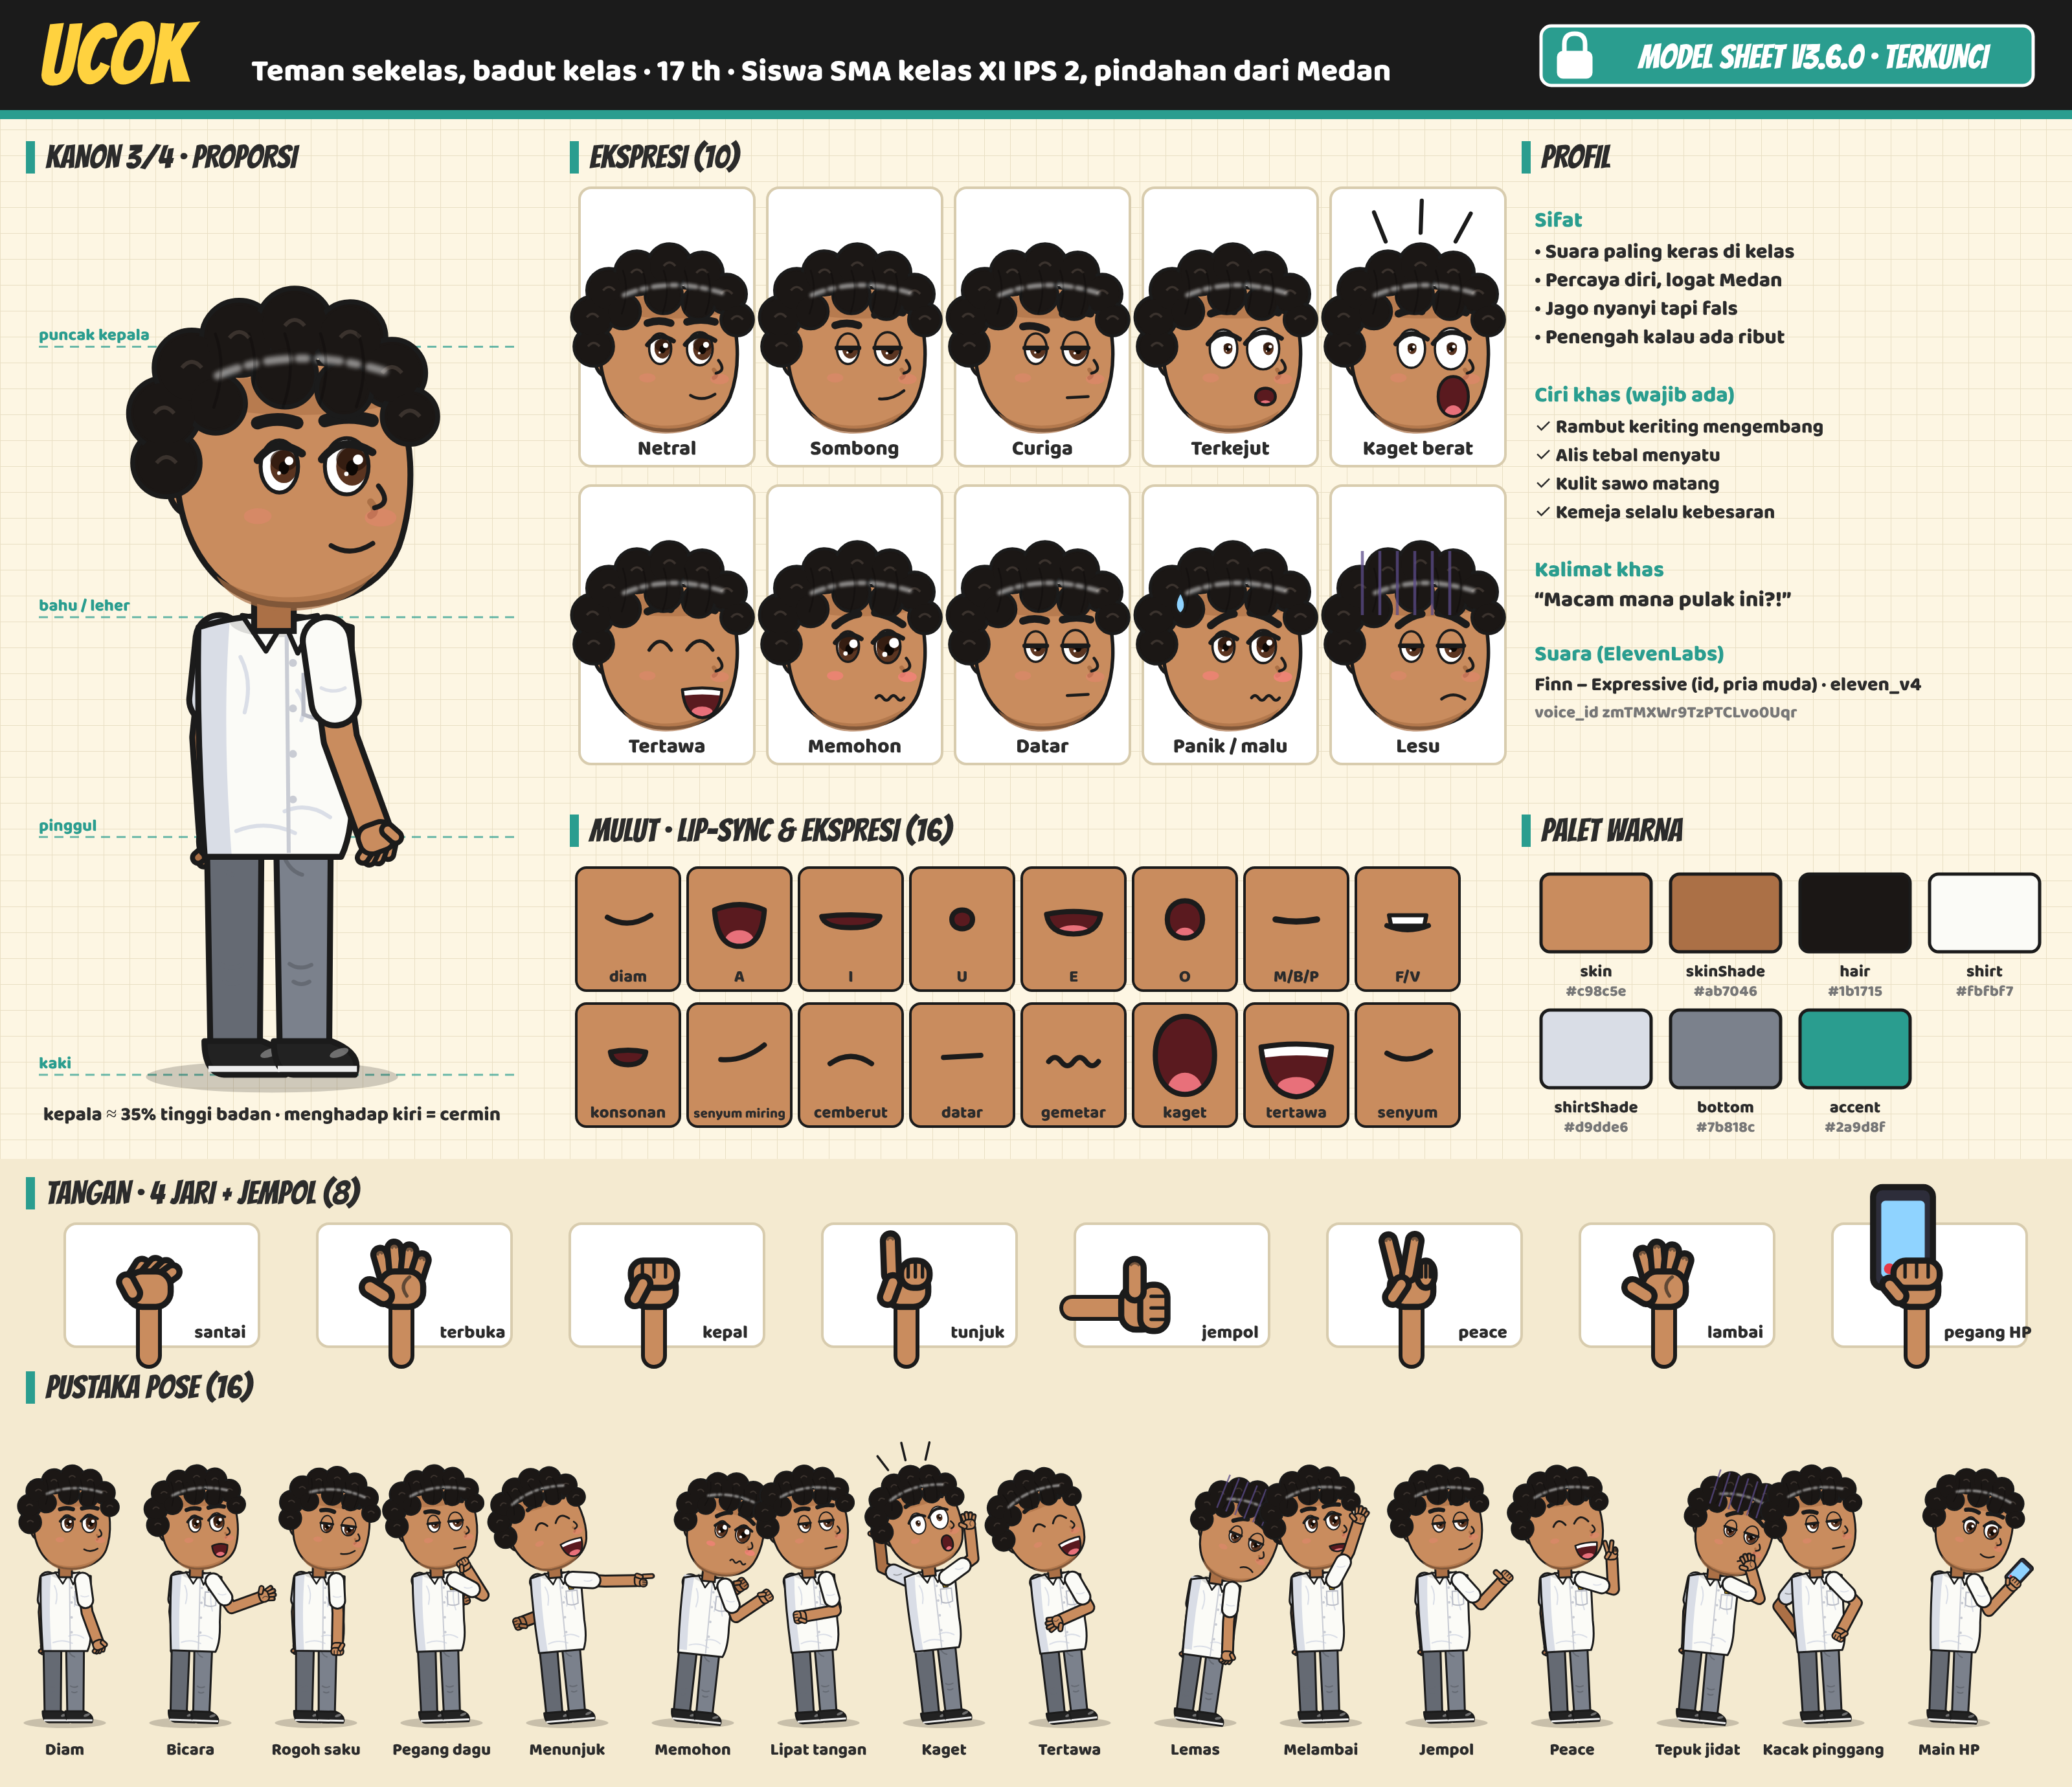 UCOK
Teman sekelas, badut kelas · 17 th · Siswa SMA kelas XI IPS 2, pindahan dari Medan
MODEL SHEET V3.6.0 · TERKUNCI
KANON 3/4 · PROPORSI
puncak kepala
bahu / leher
pinggul
kaki
kepala ≈ 35% tinggi badan · menghadap kiri = cermin
EKSPRESI (10)
Netral
Sombong
Curiga
Terkejut
Kaget berat
Tertawa
Memohon
Datar
Panik / malu
Lesu
MULUT · LIP-SYNC & EKSPRESI (16)
diam
A
I
U
E
O
M/B/P
F/V
konsonan
senyum miring
cemberut
datar
gemetar
kaget
tertawa
senyum
PROFIL
Sifat
• Suara paling keras di kelas
• Percaya diri, logat Medan
• Jago nyanyi tapi fals
• Penengah kalau ada ribut
Ciri khas (wajib ada)
✓ Rambut keriting mengembang
✓ Alis tebal menyatu
✓ Kulit sawo matang
✓ Kemeja selalu kebesaran
Kalimat khas
“Macam mana pulak ini?!”
Suara (ElevenLabs)
Finn – Expressive (id, pria muda) · eleven_v4
voice_id zmTMXWr9TzPTCLvo0Uqr
PALET WARNA
skin
#c98c5e
skinShade
#ab7046
hair
#1b1715
shirt
#fbfbf7
shirtShade
#d9dde6
bottom
#7b818c
accent
#2a9d8f
TANGAN · 4 JARI + JEMPOL (8)
santai
terbuka
kepal
tunjuk
jempol
peace
lambai
pegang HP
PUSTAKA POSE (16)
Diam
Bicara
Rogoh saku
Pegang dagu
Menunjuk
Memohon
Lipat tangan
Kaget
Tertawa
Lemas
Melambai
Jempol
Peace
Tepuk jidat
Kacak pinggang
Main HP